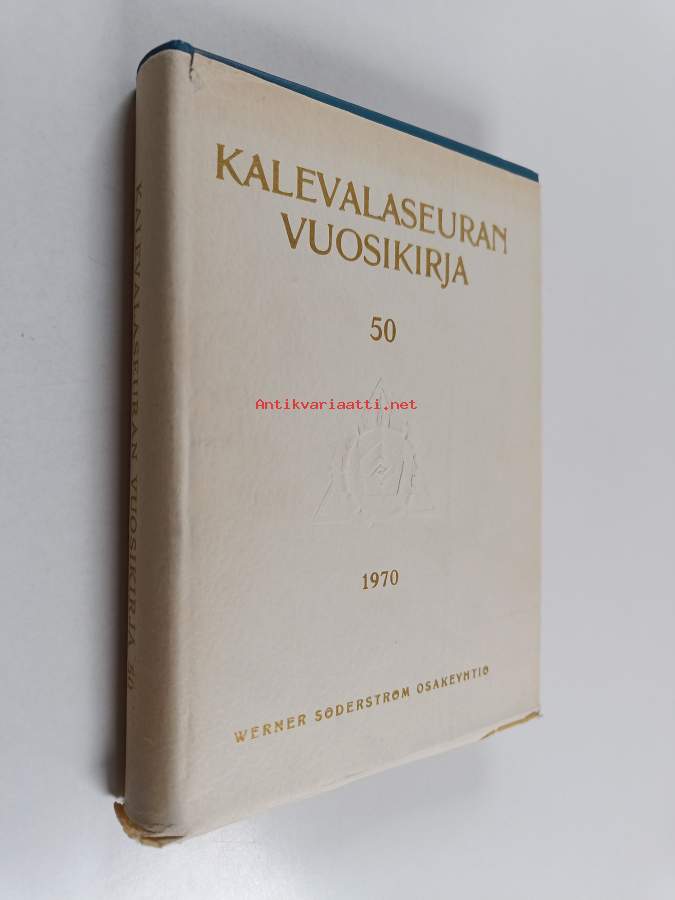 KALEVALASEURAN
VUOSIKIRJA
50
Antikvariaatti.net
1970
WERNER SÖDERSTRÖM OSAKEYHTIÖ
KALEVALASEURAN VUOSIKIRJA 50